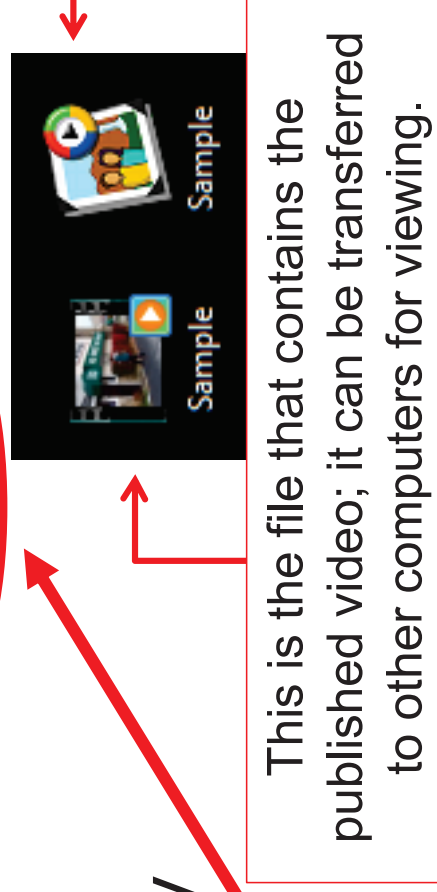 Sample
Sample
This is the file that contains the
published video; it can be transferred
to other computers for viewing.